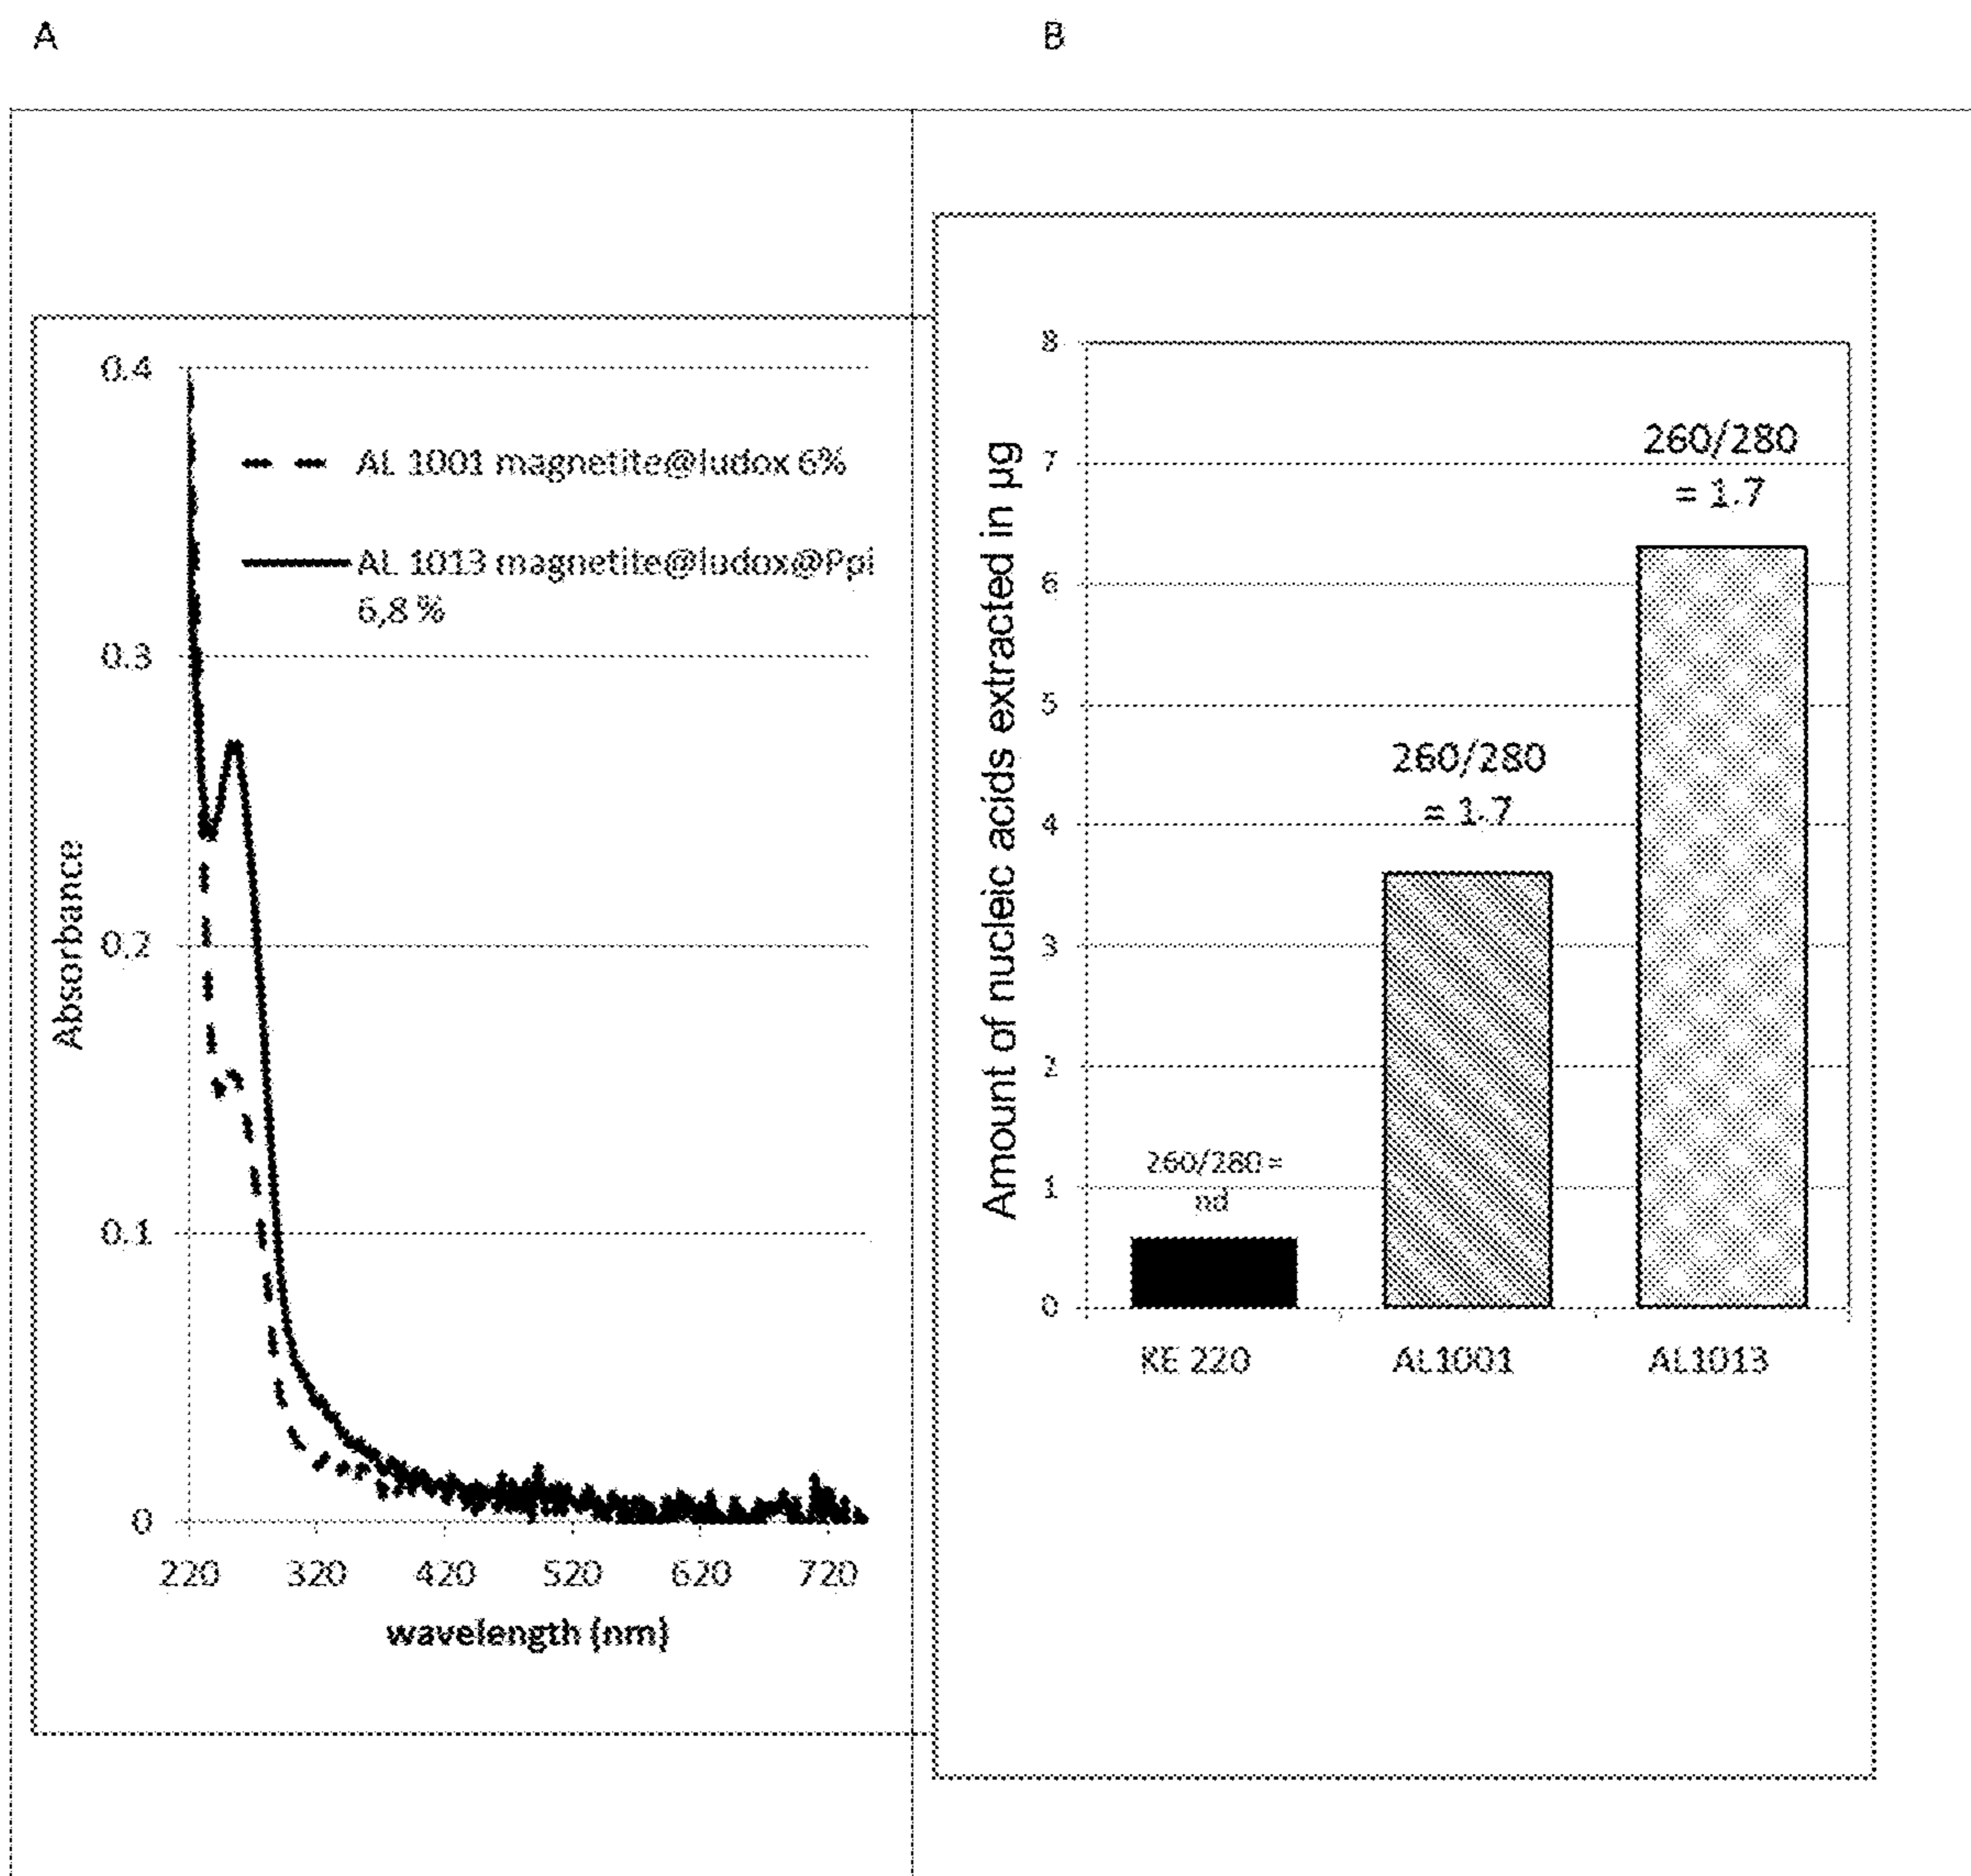 A
B
0.4
0.3
0.2
0.1
0
AL 1001 magnetite@ludox 6%
AL 1013 magnetite@ludox@Ppi
6,8 %
Absorbance
220 320 420 520 620 720
wavelength (nm)
Amount of nucleic acids extracted in µg
8
7
6
5
4
3
2
1
0
260/280 =
nd
260/280
= 1.7
260/280
= 1.7
KE 220 AL1001 AL1013